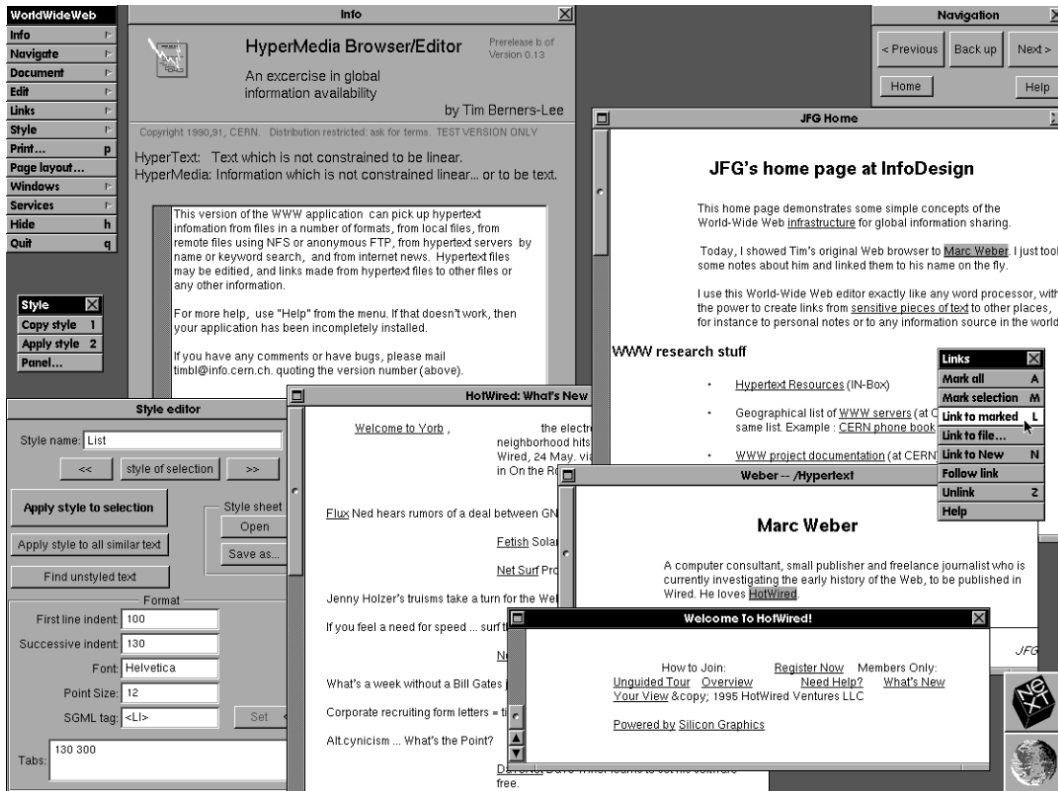 WorldWideWeb
Info
Navigate
Document
Edit
Links
Style
Print... p
Page layout...
Windows
Services
Hide h
Quit q
Style
Copy style 1
Apply style 2
Panel...
Info
HyperMedia Browser/Editor
Prerelease b of
Version 0.13
An excercise in global
information availability
by Tim Berners-Lee
Copyright 1990,91, CERN. Distribution restricted: ask for terms. TEST VERSION ONLY
HyperText: Text which is not constrained to be linear.
HyperMedia: Information which is not constrained linear... or to be text.
This version of the WWW application can pick up hypertext
infomation from files in a number of formats, from local files, from
remote files using NFS or anonymous FTP, from hypertext servers by
name or keyword search, and from internet news. Hypertext files
may be editied, and links made from hypertext files to other files or
any other information.
For more help, use "Help" from the menu. If that doesn't work, then
your application has been incompletely installed.
If you have any comments or have bugs, please mail
timbl@info.cern.ch. quoting the version number (above).
Navigation
< Previous Back up Next >
Home Help
JFG Home
JFG's home page at InfoDesign
This home page demonstrates some simple concepts of the
World-Wide Web infrastructure for global information sharing.
Today, I showed Tim's original Web browser to Marc Weber. I just took
some notes about him and linked them to his name on the fly.
I use this World-Wide Web editor exactly like any word processor, with
the power to create links from sensitive pieces of text to other places,
for instance to personal notes or to any information source in the world
WWW research stuff
• Hypertext Resources (IN-Box)
• Geographical list of WWW servers (at C
same list. Example : CERN phone book
• WWW project documentation (at CERN
Links
Mark all A
Mark selection M
Link to marked L
Link to file...
Link to New N
Follow link
Unlink Z
Help
Style editor
Style name: List
<< style of selection >>
Apply style to selection
Apply style to all similar text
Find unstyled text
Style sheet
Open
Save as...
Format
First line indent: 100
Successive indent: 130
Font: Helvetica
Point Size: 12
SGML tag: <LI>
Set <
Tabs: 130 300
HotWired: What's New
Welcome to Yorb , the electro
neighborhood hits
Wired, 24 May. via
in On the Ro
Flux Ned hears rumors of a deal between GN
Fetish Solar
Net Surf Pro
Jenny Holzer's truisms take a turn for the Wel
If you feel a need for speed ... surf t
Ne
What's a week without a Bill Gates j
Corporate recruiting form letters = ti
Alt.cynicism ... What's the Point?
free.
Weber -- /Hypertext
Marc Weber
A computer consultant, small publisher and freelance journalist who is
currently investigating the early history of the Web, to be published in
Wired. He loves HotWired.
JFG
Welcome To HotWired!
How to Join: Register Now Members Only:
Unguided Tour Overview Need Help? What's New
Your View &copy; 1995 HotWired Ventures LLC
Powered by Silicon Graphics
NeXT